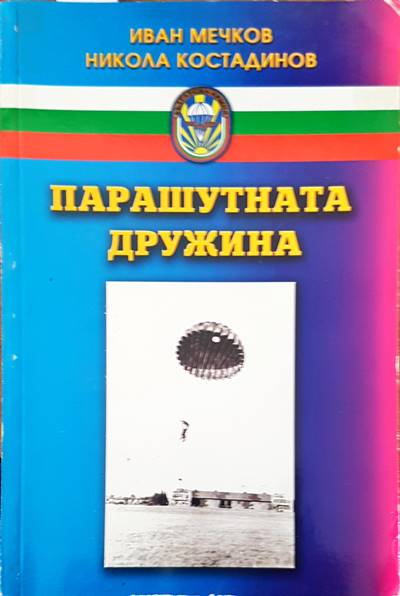 ИВАН МЕЧКОВ
НИКОЛА КОСТАДИНОВ
ПАРАШУТНАТА
ДРУЖИНА